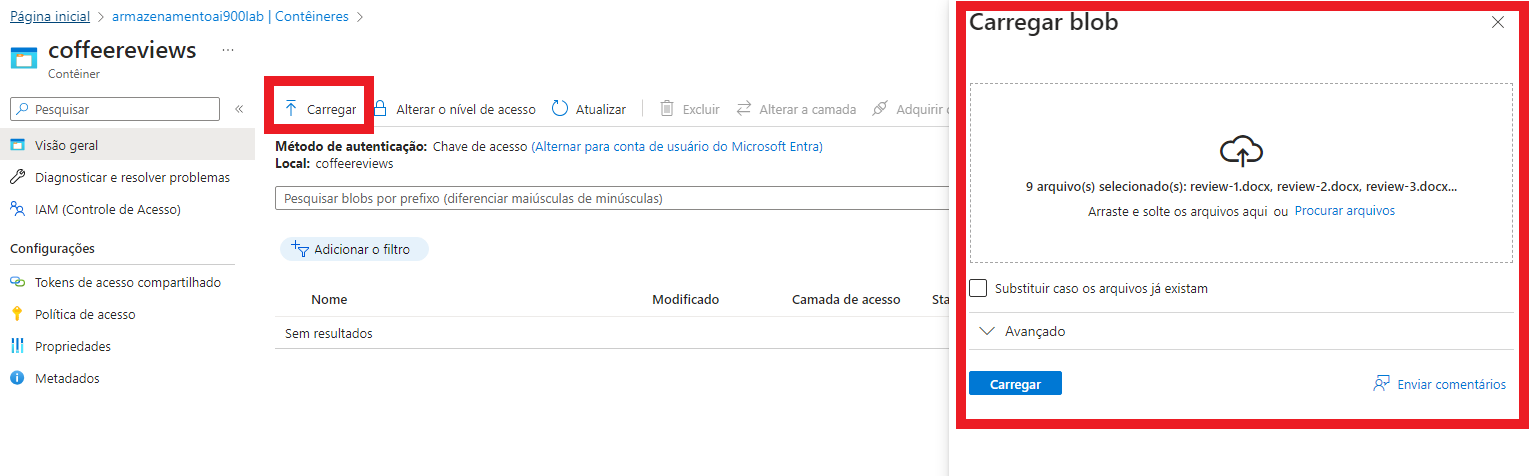 Página inicial > armazenamentoai900lab | Contêineres >
coffeereviews ...
Contêiner
Pesquisar «
Visão geral
Diagnosticar e resolver problemas
IAM (Controle de Acesso)
Configurações
Tokens de acesso compartilhado
Política de acesso
Propriedades
Metadados
Carregar Alterar o nível de acesso Atualizar Excluir Alterar a camada Adquirir
Método de autenticação: Chave de acesso (Alternar para conta de usuário do Microsoft Entra)
Local: coffeereviews
Pesquisar blobs por prefixo (diferenciar maiúsculas de minúsculas)
Adicionar o filtro
Nome Modificado Camada de acesso Sta
Sem resultados
Carregar blob
9 arquivo(s) selecionado(s): review-1.docx, review-2.docx, review-3.docx...
Arraste e solte os arquivos aqui ou Procurar arquivos
Substituir caso os arquivos já existam
Avançado
Carregar Enviar comentários